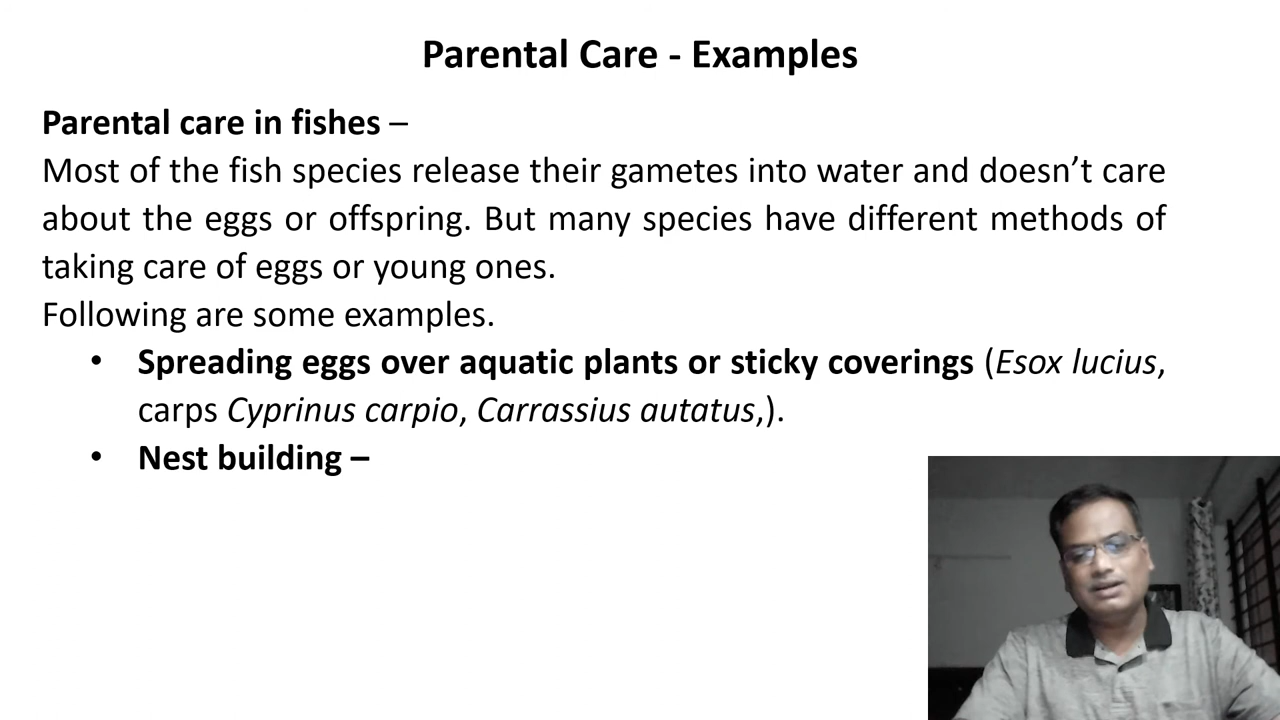 Parental Care - Examples
Parental care in fishes –
Most of the fish species release their gametes into water and doesn’t care
about the eggs or offspring. But many species have different methods of
taking care of eggs or young ones.
Following are some examples.
• Spreading eggs over aquatic plants or sticky coverings (Esox lucius,
carps Cyprinus carpio, Carrassius autatus,).
• Nest building –